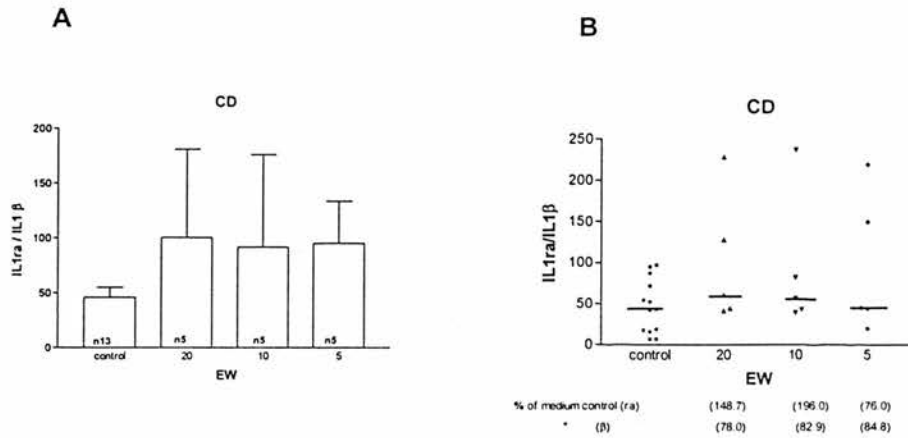 A
CD
200
150
100
50
0
IL1ra / IL1 β
n13 n5 n5 n5
control 20 10 5
EW
B
CD
250
200
150
100
50
0
IL1ra/IL1β
control 20 10 5
EW
% of medium control (ra) (148.7) (196.0) (76.0)
" (β) (78.0) (82.9) (84.8)